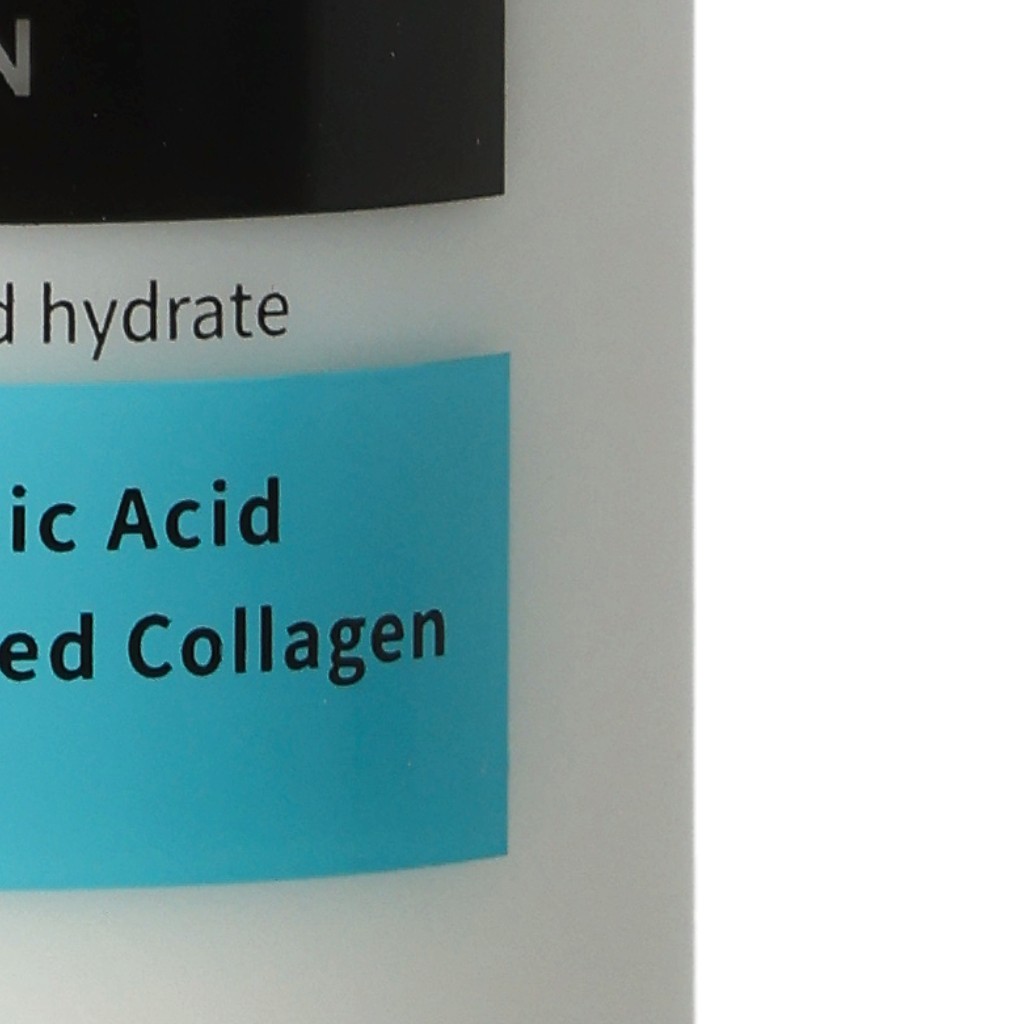 N
d hydrate
ic Acid
ed Collagen